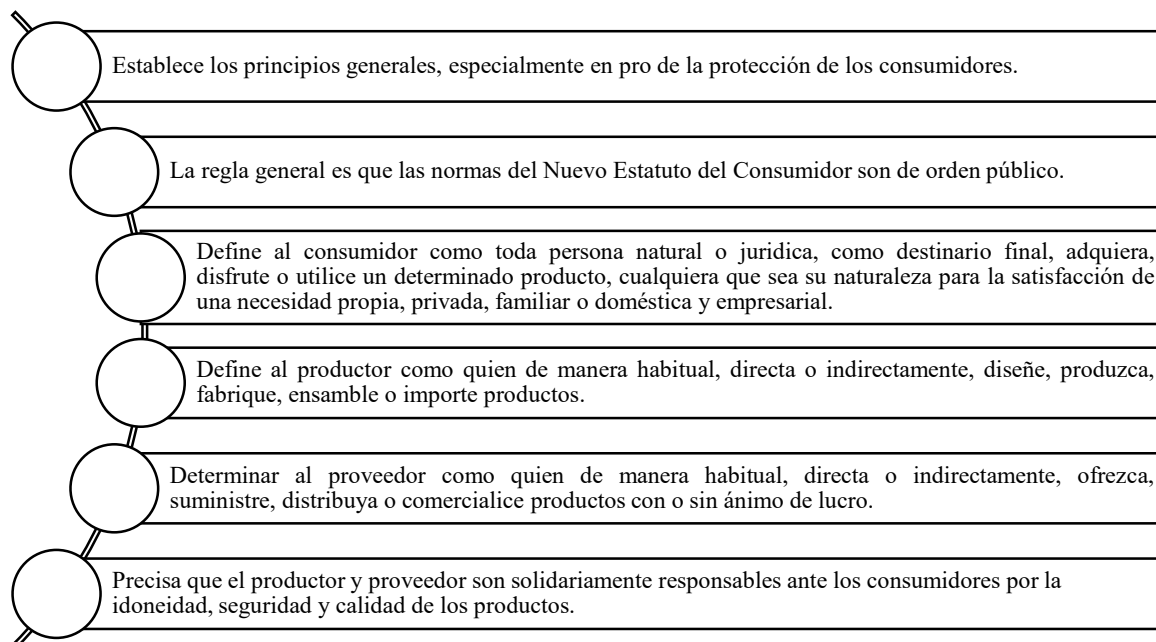 Establece los principios generales, especialmente en pro de la protección de los consumidores.
La regla general es que las normas del Nuevo Estatuto del Consumidor son de orden público.
Define al consumidor como toda persona natural o juridica, como destinario final, adquiera,
disfrute o utilice un determinado producto, cualquiera que sea su naturaleza para la satisfacción de
una necesidad propia, privada, familiar o doméstica y empresarial.
Define al productor como quien de manera habitual, directa o indirectamente, diseñe, produzca,
fabrique, ensamble o importe productos.
Determinar al proveedor como quien de manera habitual, directa o indirectamente, ofrezca,
suministre, distribuya o comercialice productos con o sin ánimo de lucro.
Precisa que el productor y proveedor son solidariamente responsables ante los consumidores por la
idoneidad, seguridad y calidad de los productos.